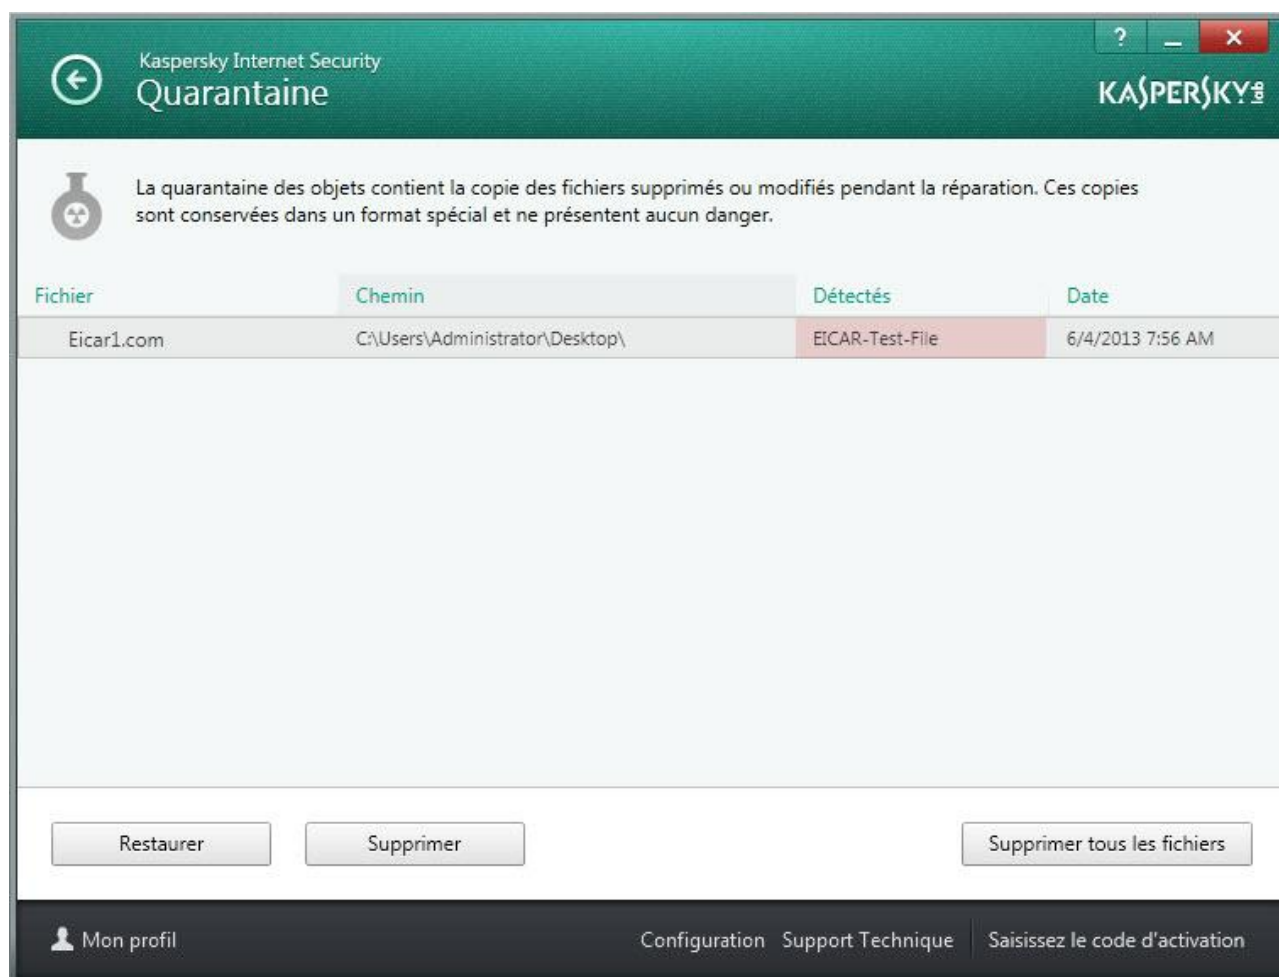 Kaspersky Internet Security
Quarantaine
?
KASPERSKY lab
La quarantaine des objets contient la copie des fichiers supprimés ou modifiés pendant la réparation. Ces copies
sont conservées dans un format spécial et ne présentent aucun danger.
Fichier Chemin Détectés Date
Eicar1.com C:\Users\Administrator\Desktop\ EICAR-Test-File 6/4/2013 7:56 AM
Restaurer Supprimer Supprimer tous les fichiers
Mon profil Configuration Support Technique Saisissez le code d'activation